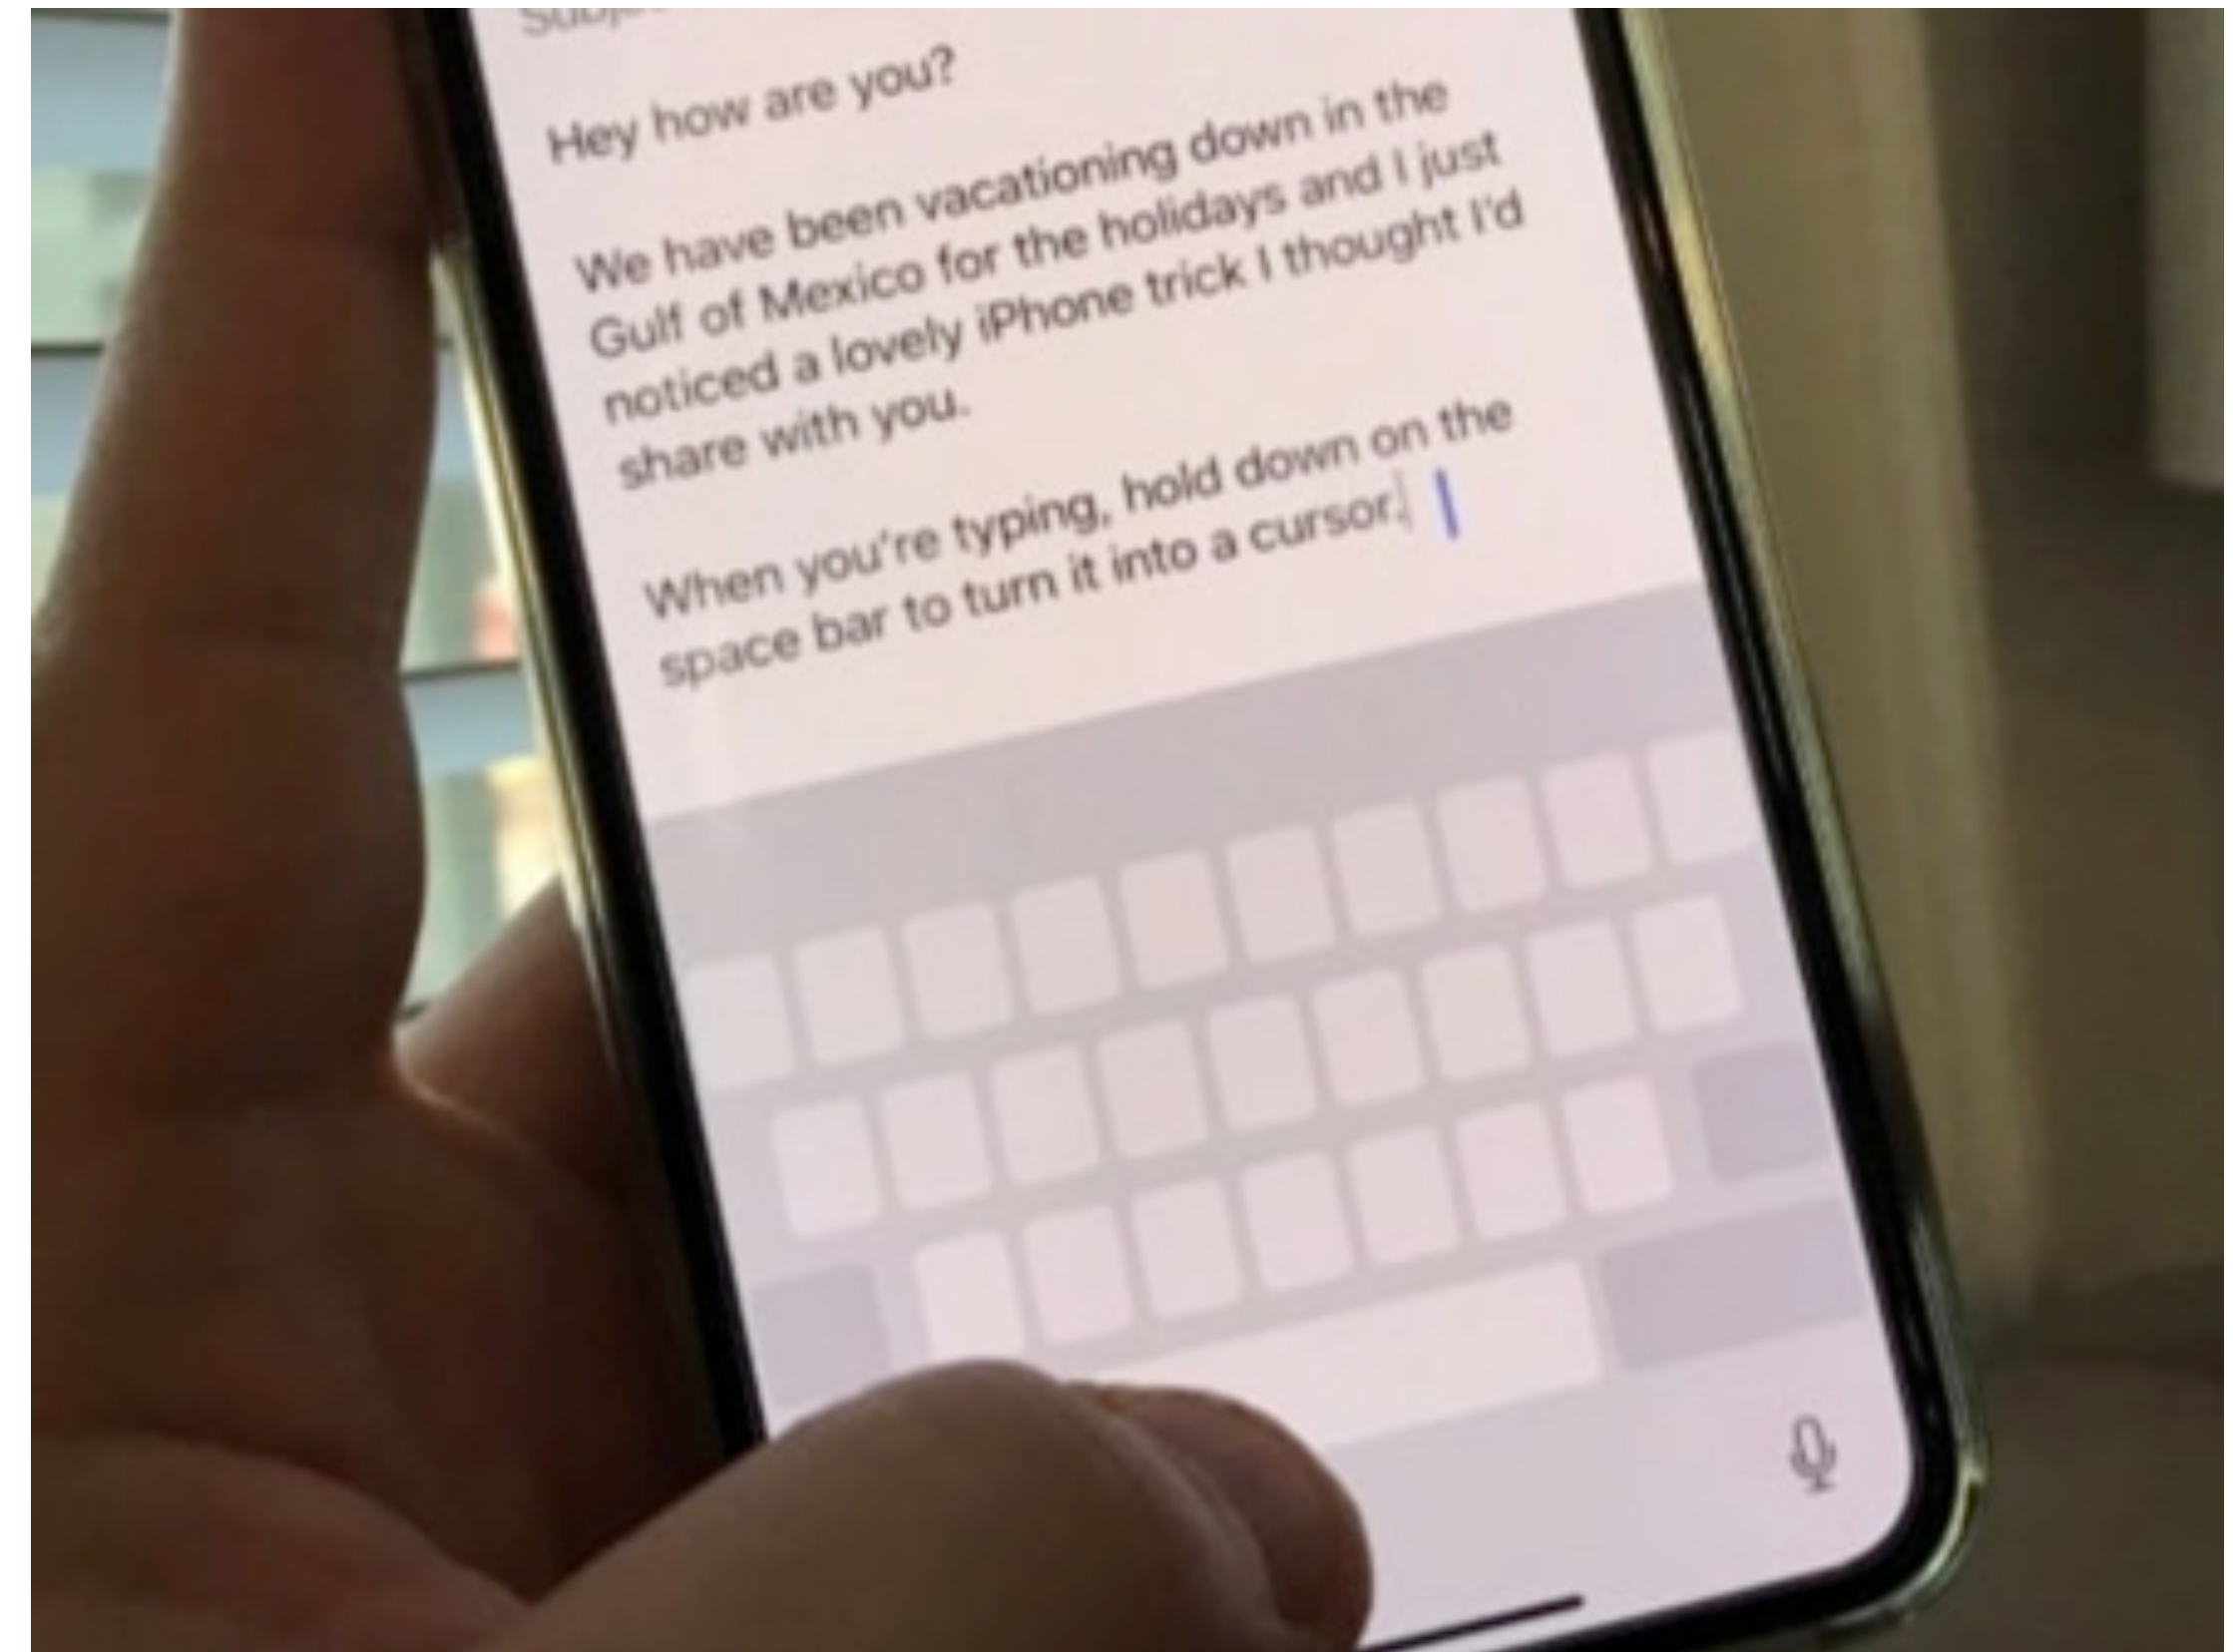 Hey how are you?
We have been vacationing down in the
Gulf of Mexico for the holidays and I just
noticed a lovely iPhone trick I thought I'd
share with you.
When you're typing, hold down on the
space bar to turn it into a cursor.